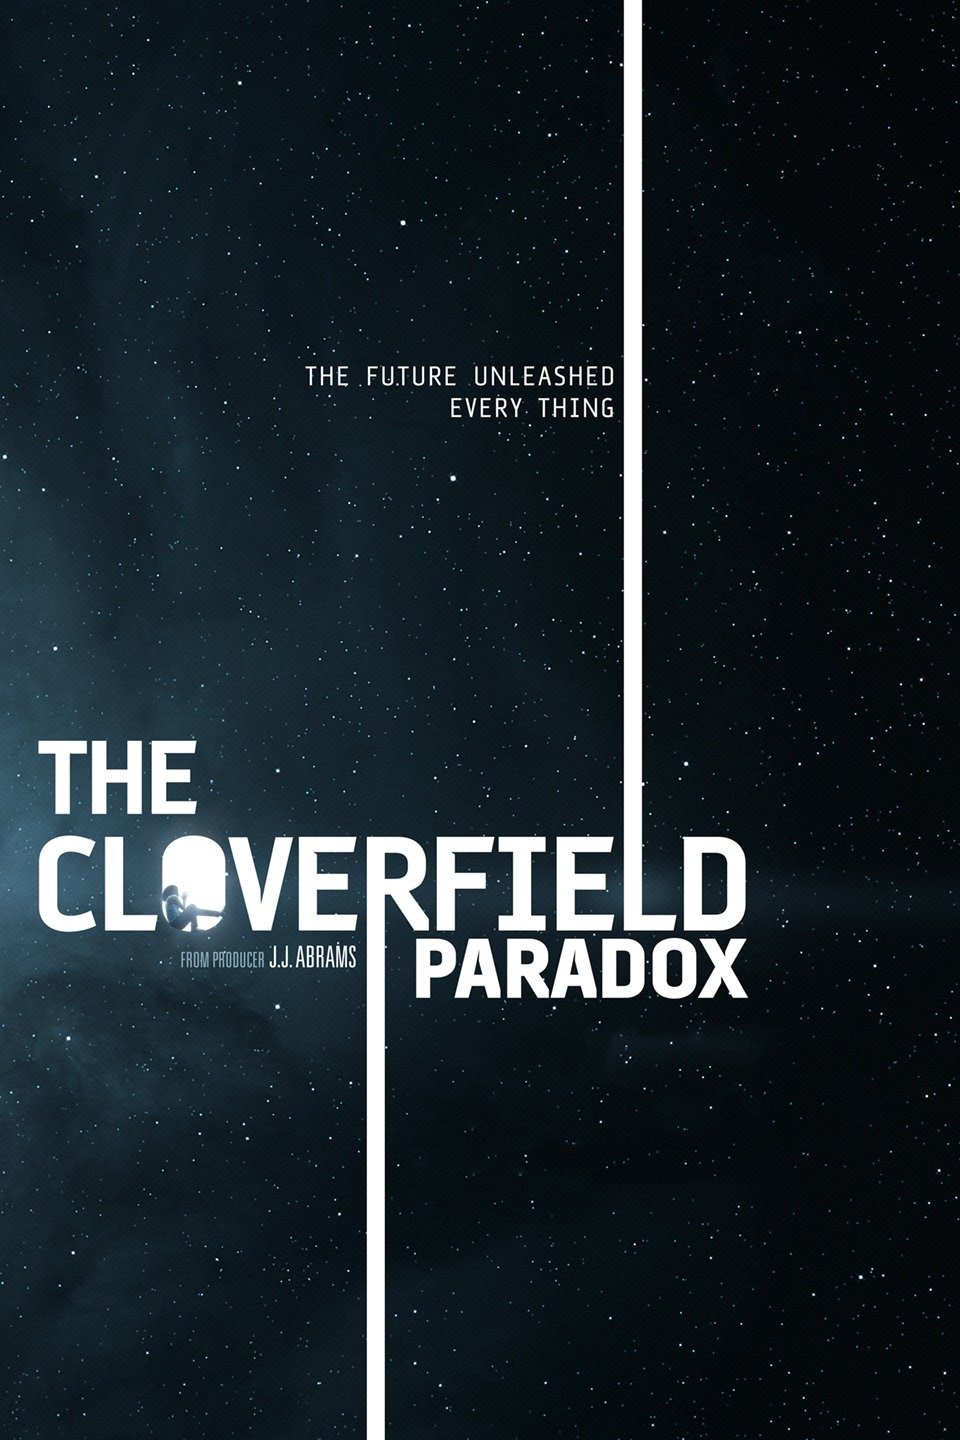 THE FUTURE UNLEASHED
EVERY THING
THE
CLOVERFIELD
FROM PRODUCER J.J. ABRAMS
PARADOX